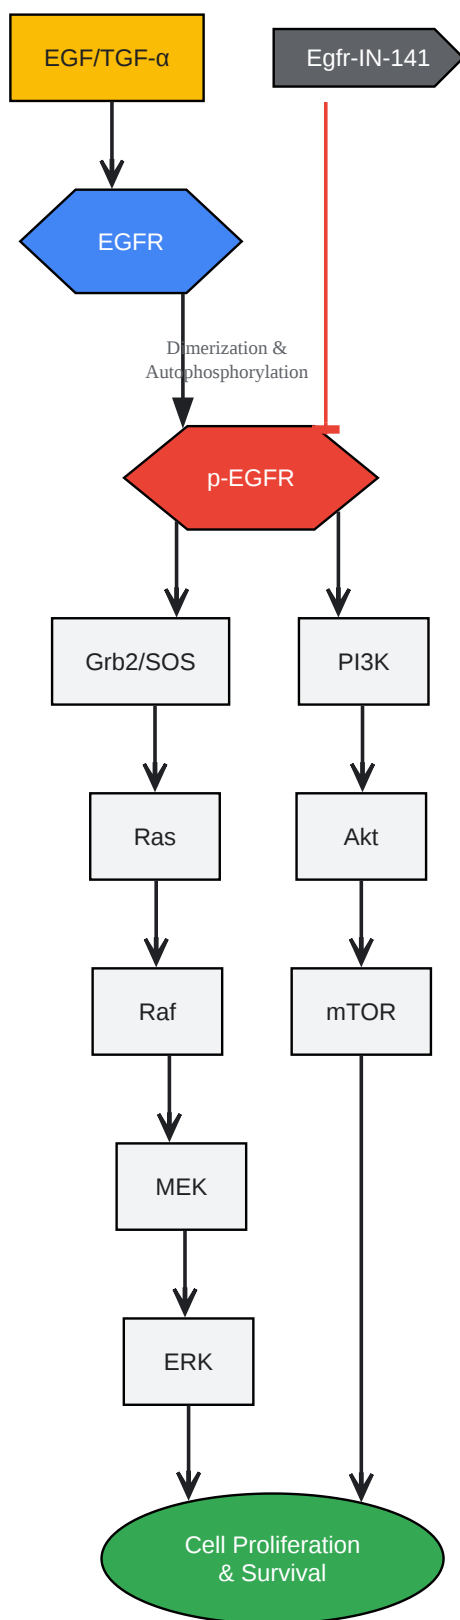 EGF/TGF-α
Egfr-IN-141
EGFR
Dimerization &
Autophosphorylation
p-EGFR
Grb2/SOS
PI3K
Ras
Akt
Raf
mTOR
MEK
ERK
Cell Proliferation
& Survival